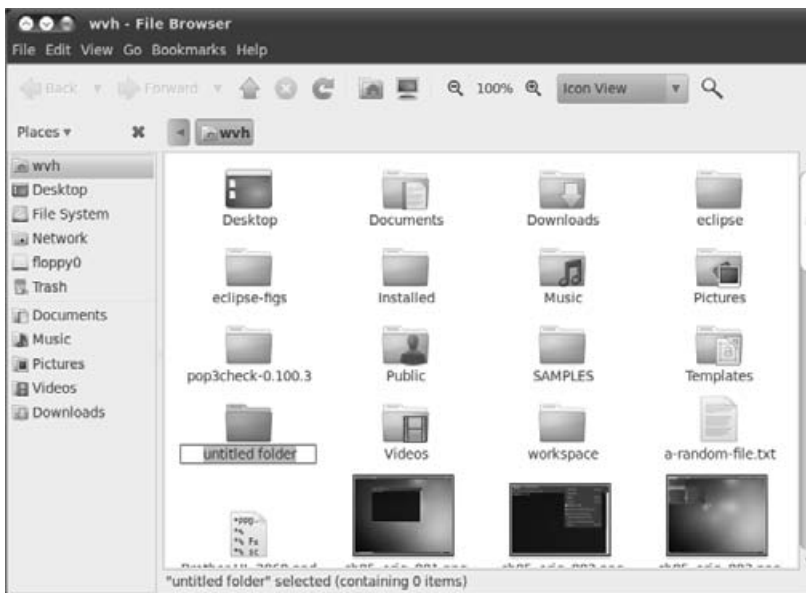 wvh - File Browser
File Edit View Go Bookmarks Help
Back Forward 100% Icon View
Places wvh
wvh
Desktop
File System
Network
floppy0
Trash
Documents
Music
Pictures
Videos
Downloads
Desktop Documents Downloads eclipse
eclipse-figs Installed Music Pictures
pop3check-0.100.3 Public SAMPLES Templates
untitled folder Videos workspace a-random-file.txt
"untitled folder" selected (containing 0 items)